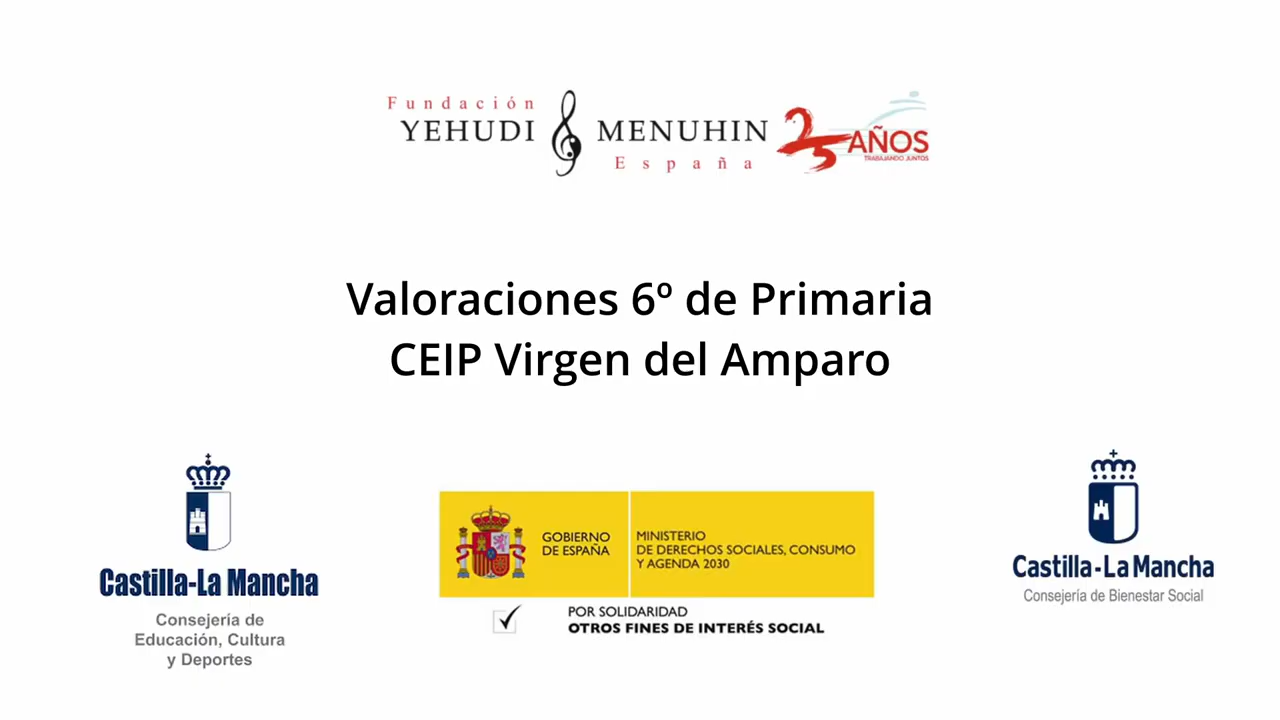 Fundación
YEHUDI MENUHIN
España
25 AÑOS
TRABAJANDO JUNTOS
Valoraciones 6º de Primaria
CEIP Virgen del Amparo
Castilla-La Mancha
Consejería de
Educación, Cultura
y Deportes
GOBIERNO
DE ESPAÑA
MINISTERIO
DE DERECHOS SOCIALES, CONSUMO
Y AGENDA 2030
POR SOLIDARIDAD
OTROS FINES DE INTERÉS SOCIAL
Castilla-La Mancha
Consejería de Bienestar Social